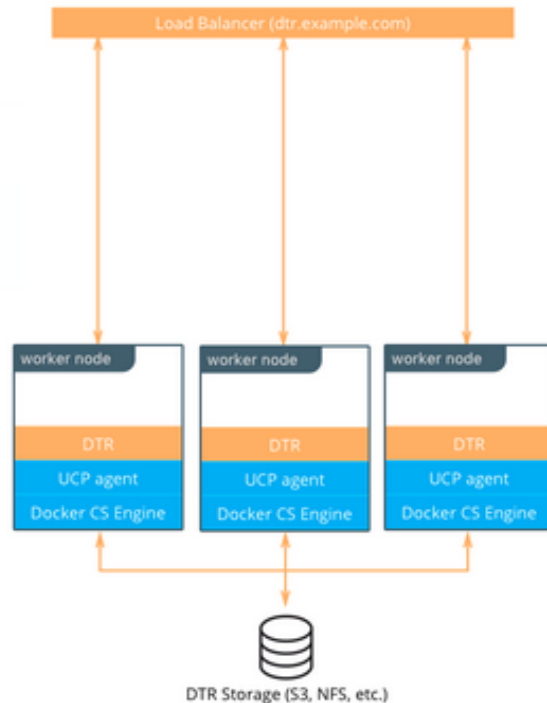 Load Balancer (dtr.example.com)
worker node
DTR
UCP agent
Docker CS Engine
worker node
DTR
UCP agent
Docker CS Engine
worker node
DTR
UCP agent
Docker CS Engine
DTR Storage (S3, NFS, etc.)